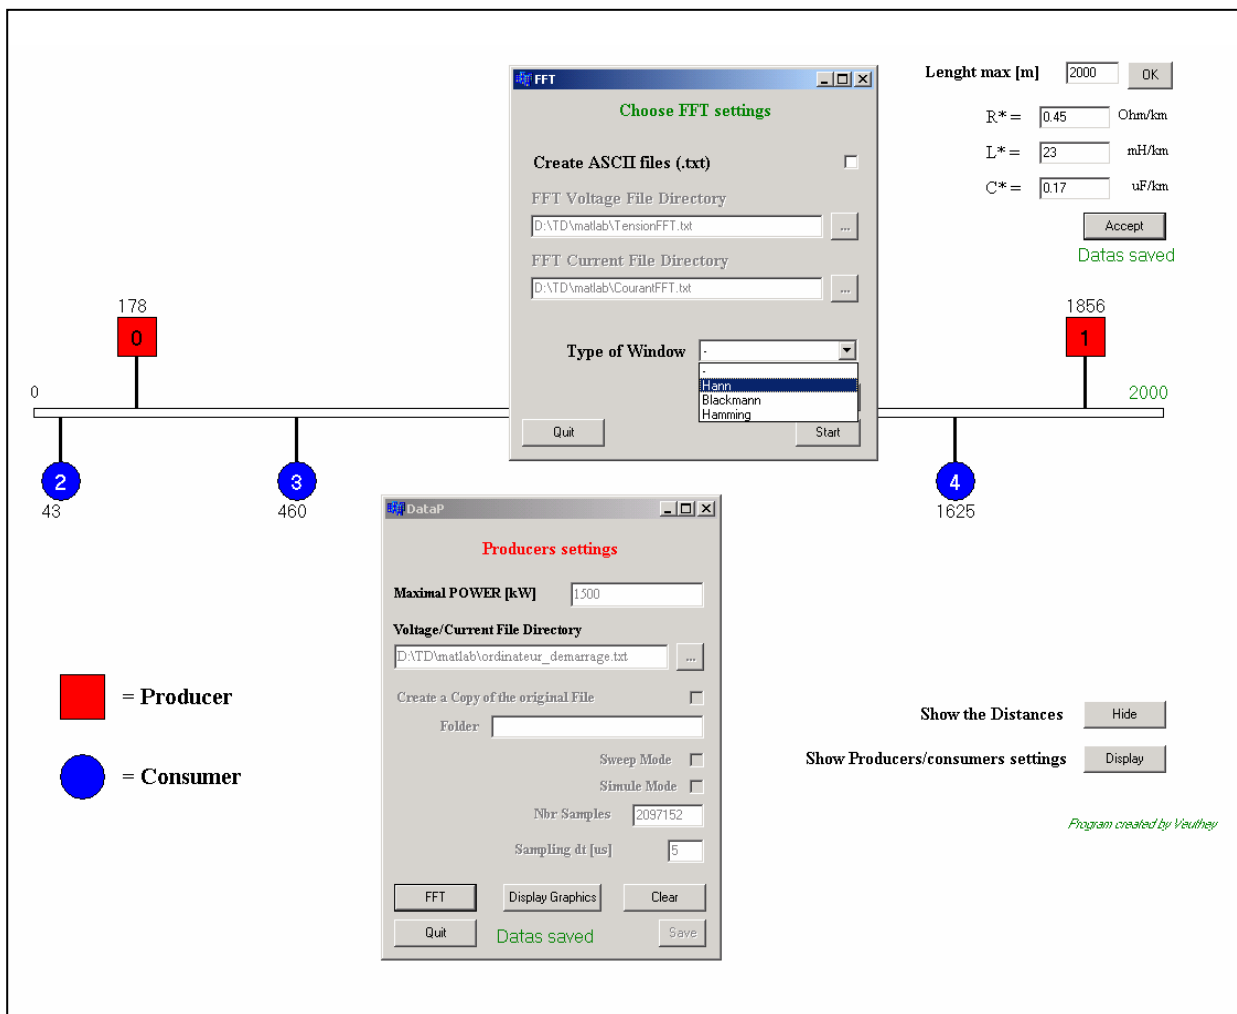 FFT
Choose FFT settings
Create ASCII files (.txt)
FFT Voltage File Directory
D:\TD\matlab\TensionFFT.txt
...
FFT Current File Directory
D:\TD\matlab\CourantFFT.txt
...
Type of Window
-
-
Hann
Blackmann
Hamming
Quit
Start
Lenght max [m]
2000
OK
R* =
0.45
Ohm/km
L* =
23
mH/km
C* =
0.17
uF/km
Accept
Datas saved
178
0
1856
1
0
2000
2
43
3
460
4
1625
DataP
Producers settings
Maximal POWER [kW]
1500
Voltage/Current File Directory
D:\TD\matlab\ordinateur_demarrage.txt
...
Create a Copy of the original File
Folder
Sweep Mode
Simule Mode
Nbr Samples
2097152
Sampling dt [us]
5
FFT
Display Graphics
Clear
Quit
Datas saved
Save
= Producer
= Consumer
Show the Distances
Hide
Show Producers/consumers settings
Display
Program created by Veuthey